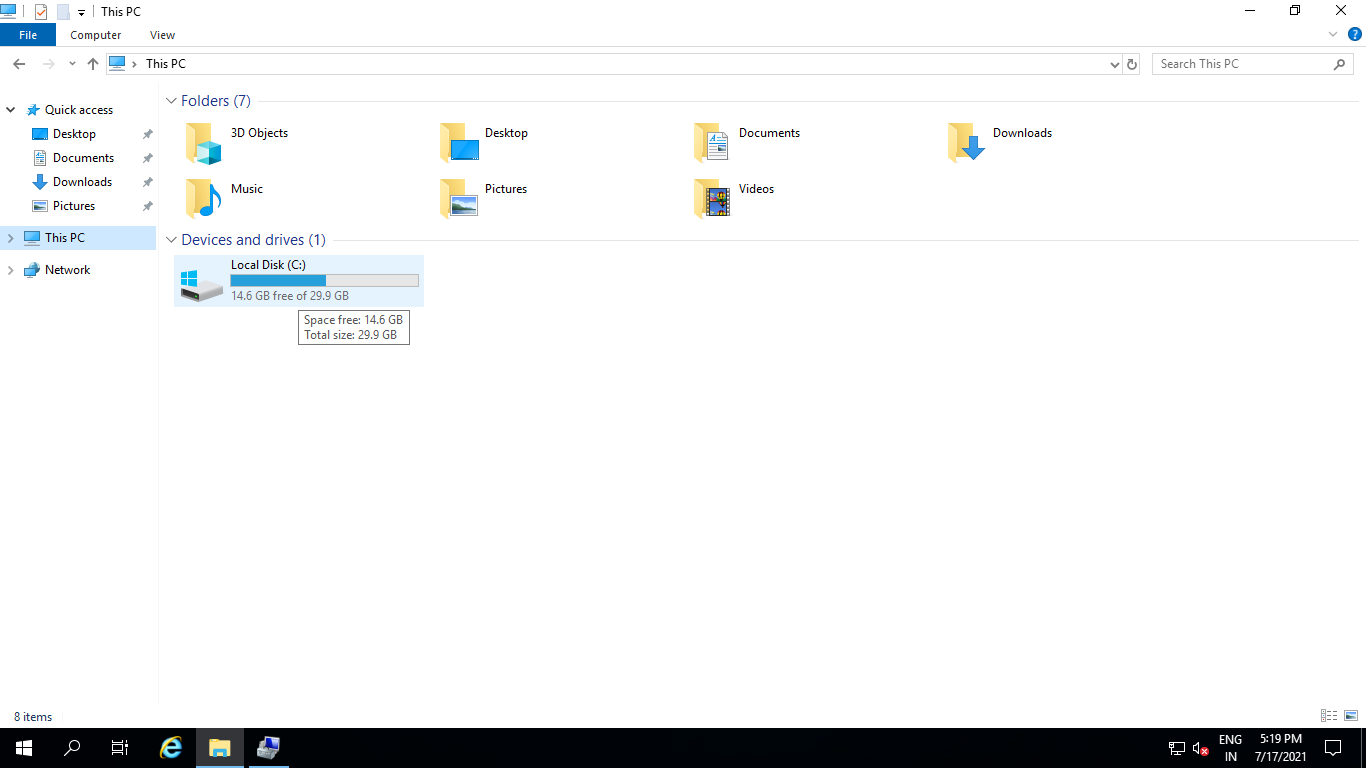 This PC
File Computer View
This PC
Search This PC
Quick access
Desktop
Documents
Downloads
Pictures
This PC
Network
Folders (7)
3D Objects
Desktop
Documents
Downloads
Music
Pictures
Videos
Devices and drives (1)
Local Disk (C:)
14.6 GB free of 29.9 GB
Space free: 14.6 GB
Total size: 29.9 GB
8 items
ENG
IN
5:19 PM
7/17/2021